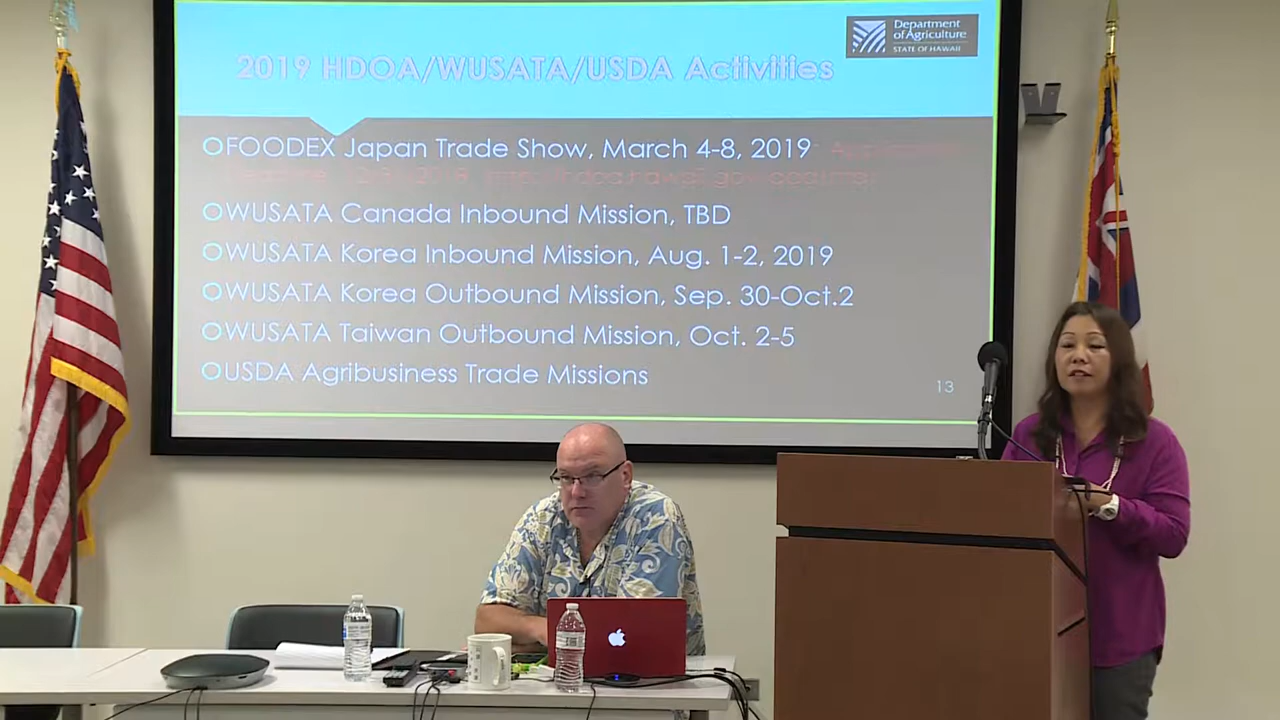 Department
of Agriculture
STATE OF HAWAII
2019 HDOA/WUSATA/USDA Activities
FOODEX Japan Trade Show, March 4-8, 2019
WUSATA Canada Inbound Mission, TBD
WUSATA Korea Inbound Mission, Aug. 1-2, 2019
WUSATA Korea Outbound Mission, Sep. 30-Oct.2
WUSATA Taiwan Outbound Mission, Oct. 2-5
USDA Agribusiness Trade Missions
13